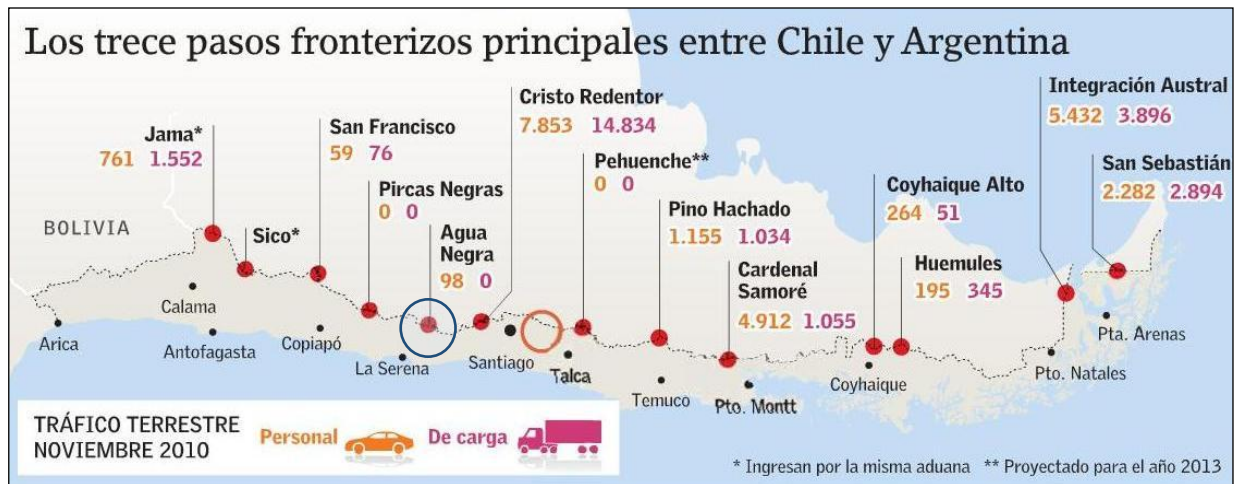 Los trece pasos fronterizos principales entre Chile y Argentina
Jama*
761 1.552
San Francisco
59 76
Cristo Redentor
7.853 14.834
Integración Austral
5.432 3.896
Pircas Negras
0 0
Pehuenche**
0 0
Coyhaique Alto
264 51
San Sebastián
2.282 2.894
BOLIVIA
Sico*
Agua
Negra
98 0
Pino Hachado
1.155 1.034
Cardenal
Samoré
4.912 1.055
Huemules
195 345
Arica
Calama
Antofagasta
Copiapó
La Serena
Santiago
Talca
Temuco
Pto. Montt
Coyhaique
Pto. Natales
Pta. Arenas
TRÁFICO TERRESTRE
NOVIEMBRE 2010
Personal
De carga
* Ingresan por la misma aduana ** Proyectado para el año 2013